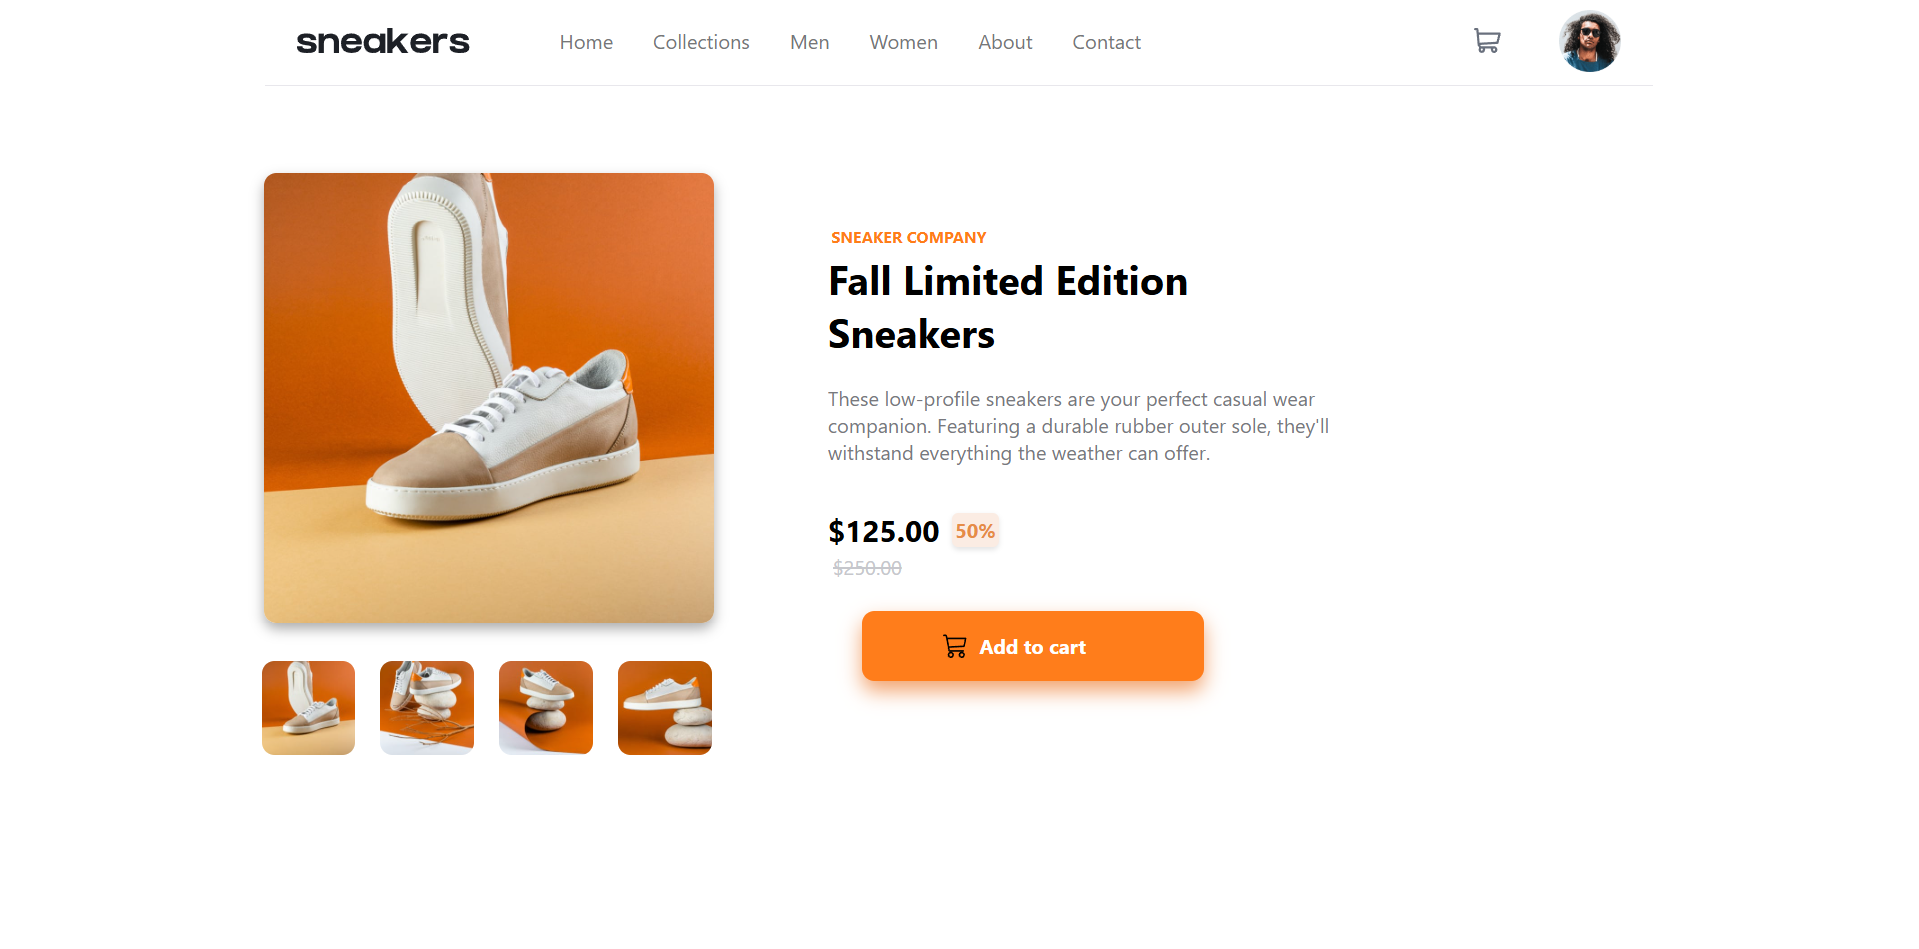 sneakers
Home
Collections
Men
Women
About
Contact
SNEAKER COMPANY
Fall Limited Edition
Sneakers
These low-profile sneakers are your perfect casual wear
companion. Featuring a durable rubber outer sole, they'll
withstand everything the weather can offer.
$125.00 50%
$250.00
Add to cart